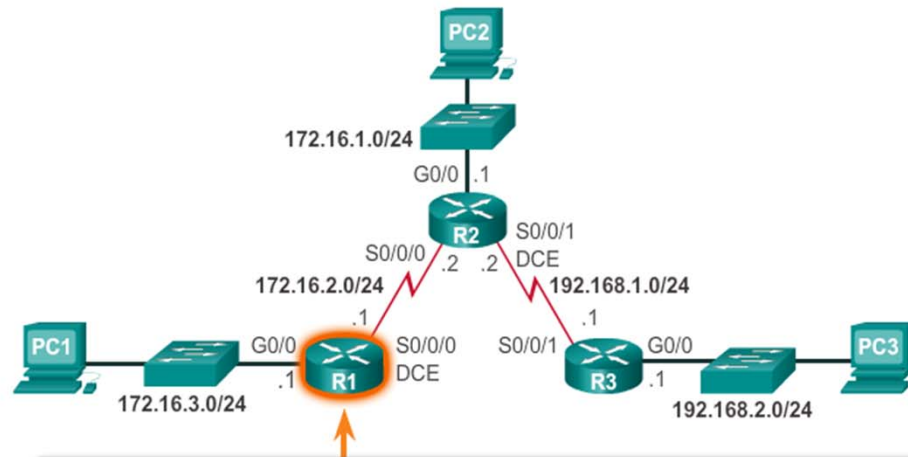 PC2
172.16.1.0/24
G0/0 .1
R2
S0/0/0 .2 .2 S0/0/1
DCE
172.16.2.0/24 192.168.1.0/24
.1 .1
PC1 G0/0 .1 R1 S0/0/0
DCE
S0/0/1 R3 G0/0 .1 PC3
172.16.3.0/24 192.168.2.0/24